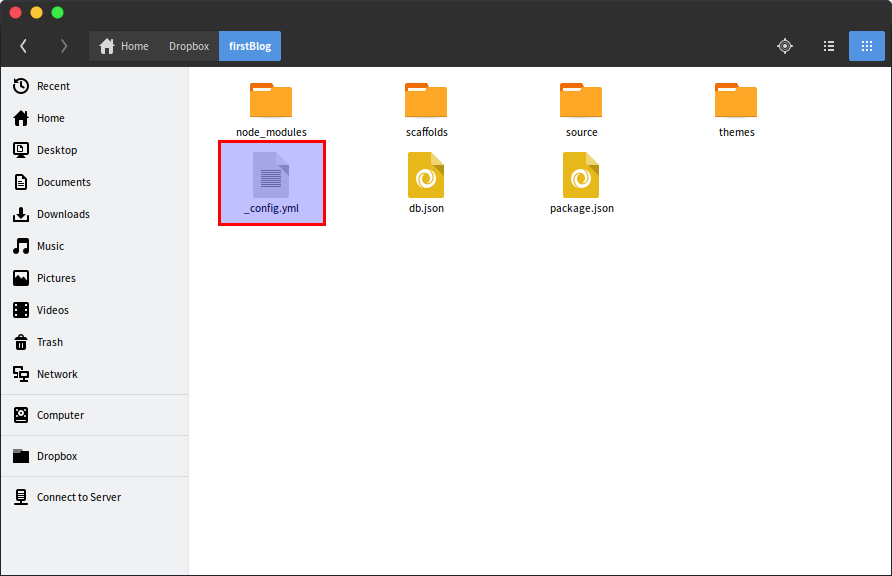 Home Dropbox firstBlog
Recent
Home
Desktop
Documents
Downloads
Music
Pictures
Videos
Trash
Network
Computer
Dropbox
Connect to Server
node_modules scaffolds source themes
_config.yml db.json package.json